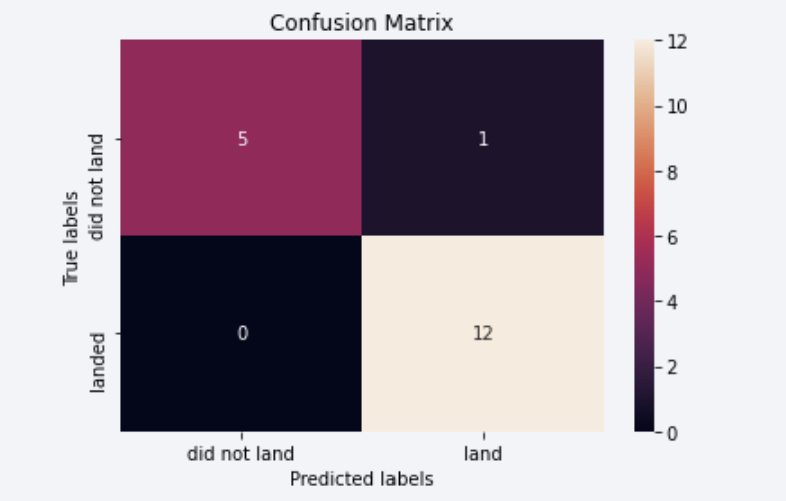 Confusion Matrix
True labels
did not land
landed
5
1
0
12
did not land
land
Predicted labels
12
10
8
6
4
2
0